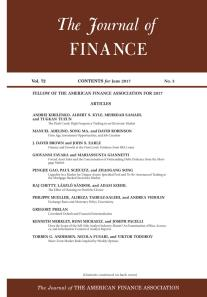 The Journal of
FINANCE
Vol. 72
CONTENTS for June 2017
No. 3
FELLOW OF THE AMERICAN FINANCE ASSOCIATION FOR 2017
ARTICLES
ANDREI KIRILENKO, ALBERT S. KYLE, MEHRDAD SAMADI,
and TUGKAN TUZUN
The Flash Crash: High-Frequency Trading in an Electronic Market
MANUEL ADELINO, SONG MA, and DAVID ROBINSON
Firm Age, Investment Opportunities, and Job Creation
J. DAVID BROWN and JOHN S. EARLE
Finance and Growth at the Firm Level: Evidence from SBA Loans
GIOVANNI FAVARA and MARIASSUNTA GIANNETTI
Forced Asset Sales and the Concentration of Outstanding Debt: Evidence from the Mortgage Market
PENGJIE GAO, PAUL SCHULTZ, and ZHAOGANG SONG
Liquidity in a Market for Unique Assets: Specified Pool and To-Be-Announced Trading in
the Mortgage-Backed Securities Market
RAJ CHETTY, LÁSZLÓ SÁNDOR, and ADAM SZEIDL
The Effect of Housing on Portfolio Choice
PHILIPPE MUELLER, ALIREZA TAHBAZ-SALEHI, and ANDREA VEDOLIN
Exchange Rates and Monetary Policy Uncertainty
GREGORY PHELAN
Correlated Defaults and Financial Intermediation
KENNETH MERKLEY, RONI MICHAELY, and JOSEPH PACELLI
Does the Scope of the Sell-Side Analyst Industry Matter? An Examination of Bias, Accuracy,
and Information Content of Analyst Reports
TORBEN G. ANDERSEN, NICOLA FUSARI, and VIKTOR TODOROV
Short-Term Market Risks Implied by Weekly Options
(Contents continued on back cover)
The Journal of THE AMERICAN FINANCE ASSOCIATION